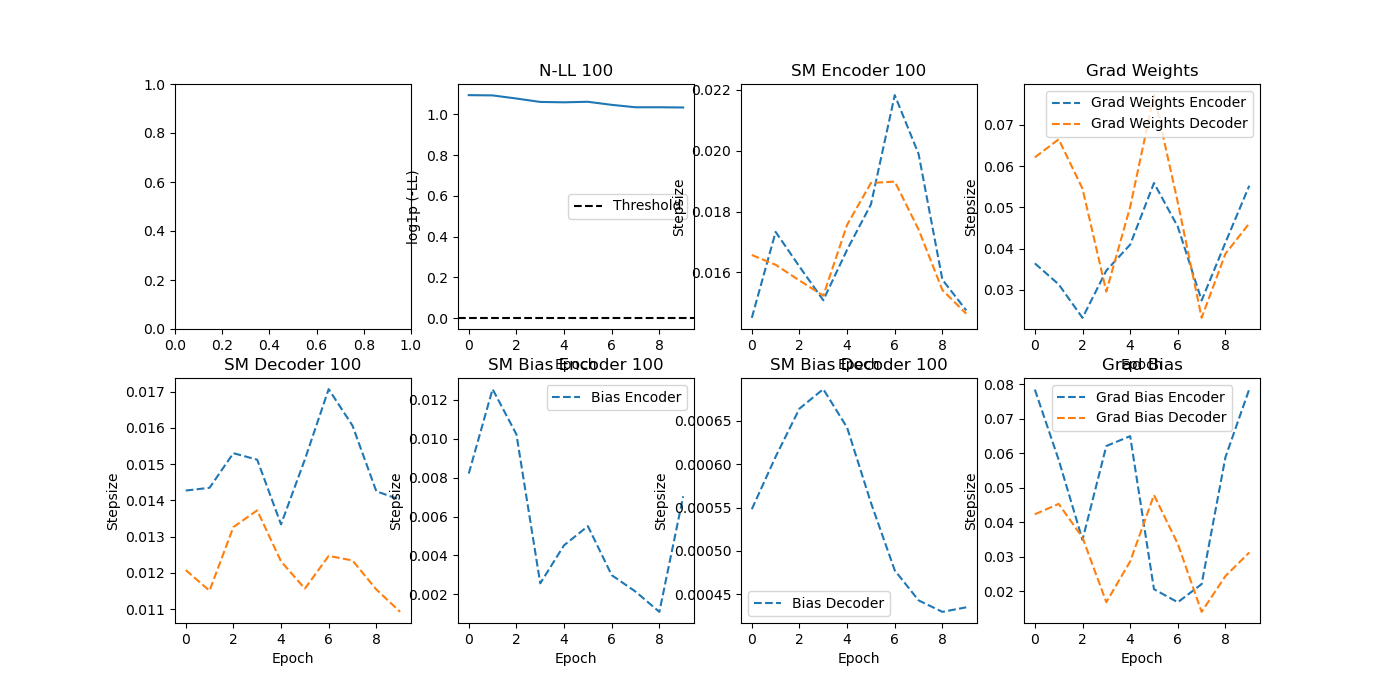 N-LL 100
SM Encoder 100
Grad Weights
1.0
0.8
0.6
0.4
0.2
0.0
0.0 0.2 0.4 0.6 0.8 1.0
log1p (-LL)
1.0
0.8
0.6
0.4
0.2
0.0
Threshold
0 2 4 6 8
Epoch
Stepsize
0.022
0.020
0.018
0.016
0 2 4 6 8
Epoch
Stepsize
0.07
0.06
0.05
0.04
0.03
Grad Weights Encoder
Grad Weights Decoder
0 2 4 6 8
Epoch
SM Decoder 100
SM Bias Encoder 100
SM Bias Decoder 100
Grad Bias
Stepsize
0.017
0.016
0.015
0.014
0.013
0.012
0.011
0 2 4 6 8
Epoch
Stepsize
0.012
0.010
0.008
0.006
0.004
0.002
Bias Encoder
0 2 4 6 8
Epoch
Stepsize
0.00065
0.00060
0.00055
0.00050
0.00045
Bias Decoder
0 2 4 6 8
Epoch
Stepsize
0.08
0.07
0.06
0.05
0.04
0.03
0.02
Grad Bias Encoder
Grad Bias Decoder
0 2 4 6 8
Epoch